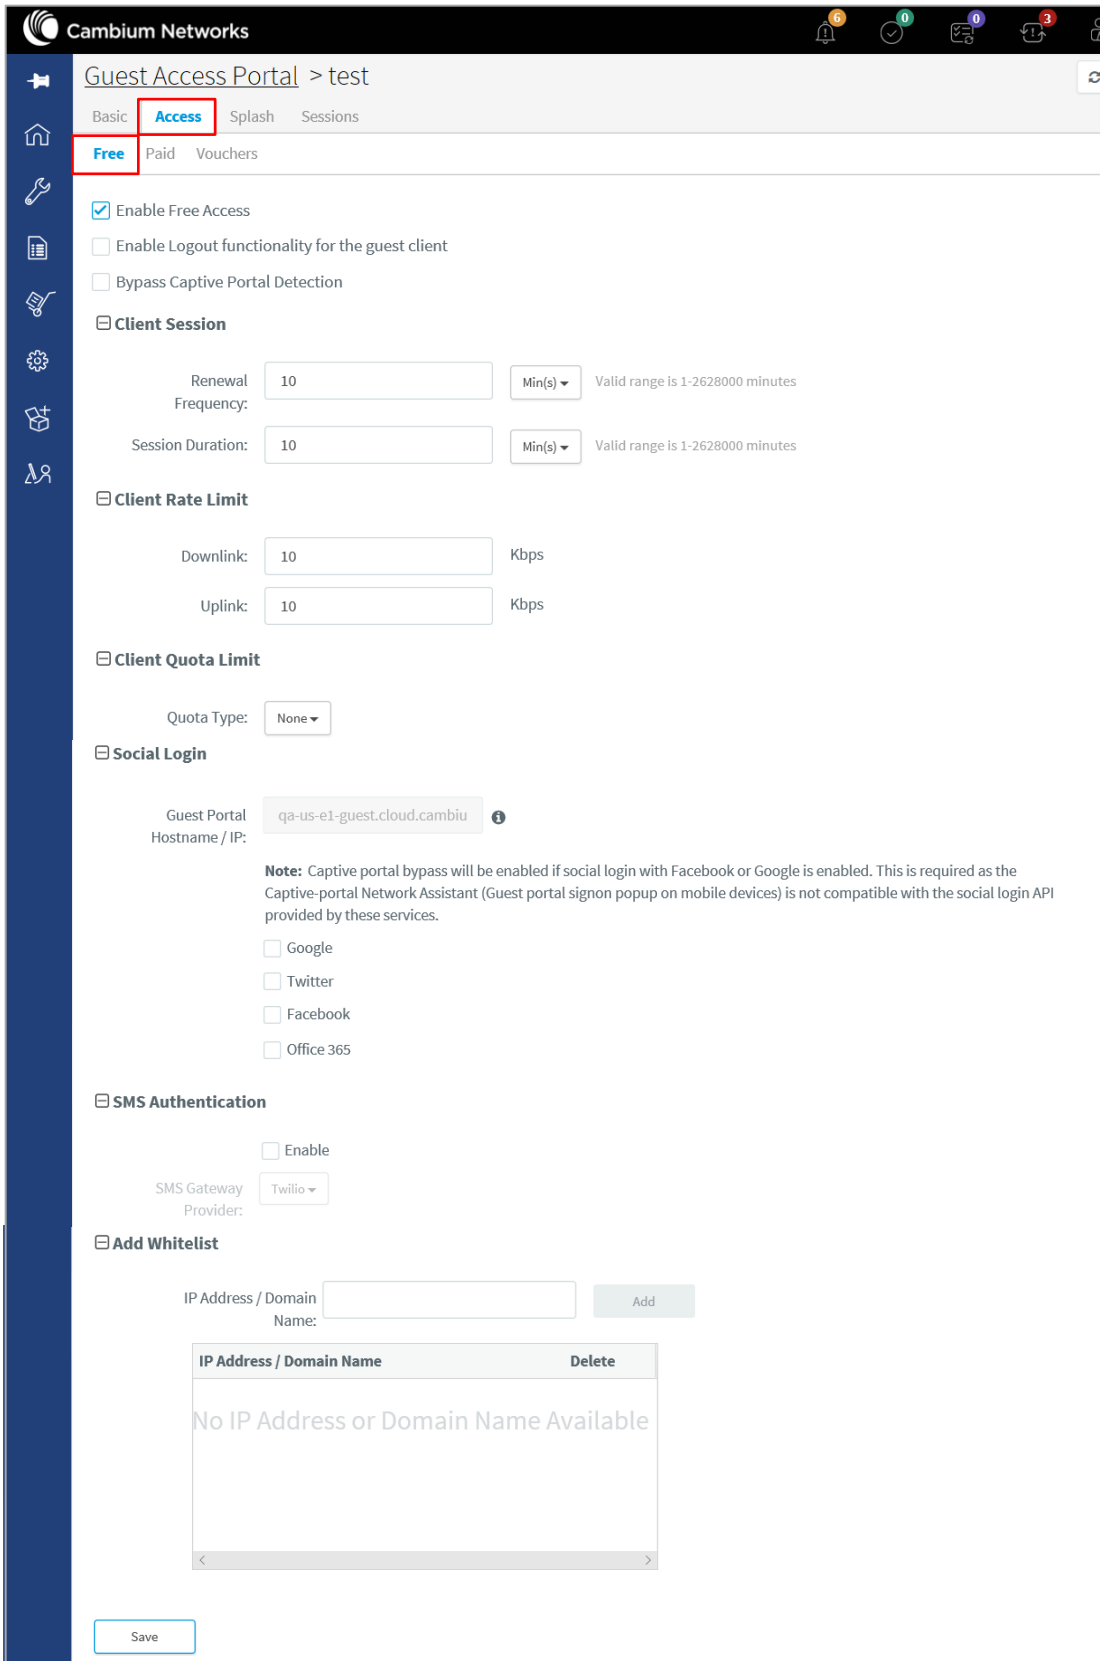 Cambium Networks
6
0
0
3
Guest Access Portal > test
Basic Access Splash Sessions
Free Paid Vouchers
Enable Free Access
Enable Logout functionality for the guest client
Bypass Captive Portal Detection
Client Session
Renewal
Frequency:
10 Min(s) Valid range is 1-2628000 minutes
Session Duration: 10 Min(s) Valid range is 1-2628000 minutes
Client Rate Limit
Downlink: 10 Kbps
Uplink: 10 Kbps
Client Quota Limit
Quota Type: None
Social Login
Guest Portal
Hostname / IP:
qa-us-e1-guest.cloud.cambiu
Note: Captive portal bypass will be enabled if social login with Facebook or Google is enabled. This is required as the
Captive-portal Network Assistant (Guest portal signon popup on mobile devices) is not compatible with the social login API
provided by these services.
Google
Twitter
Facebook
Office 365
SMS Authentication
Enable
SMS Gateway
Provider:
Twilio
Add Whitelist
IP Address / Domain
Name:
Add
IP Address / Domain Name Delete
No IP Address or Domain Name Available
Save